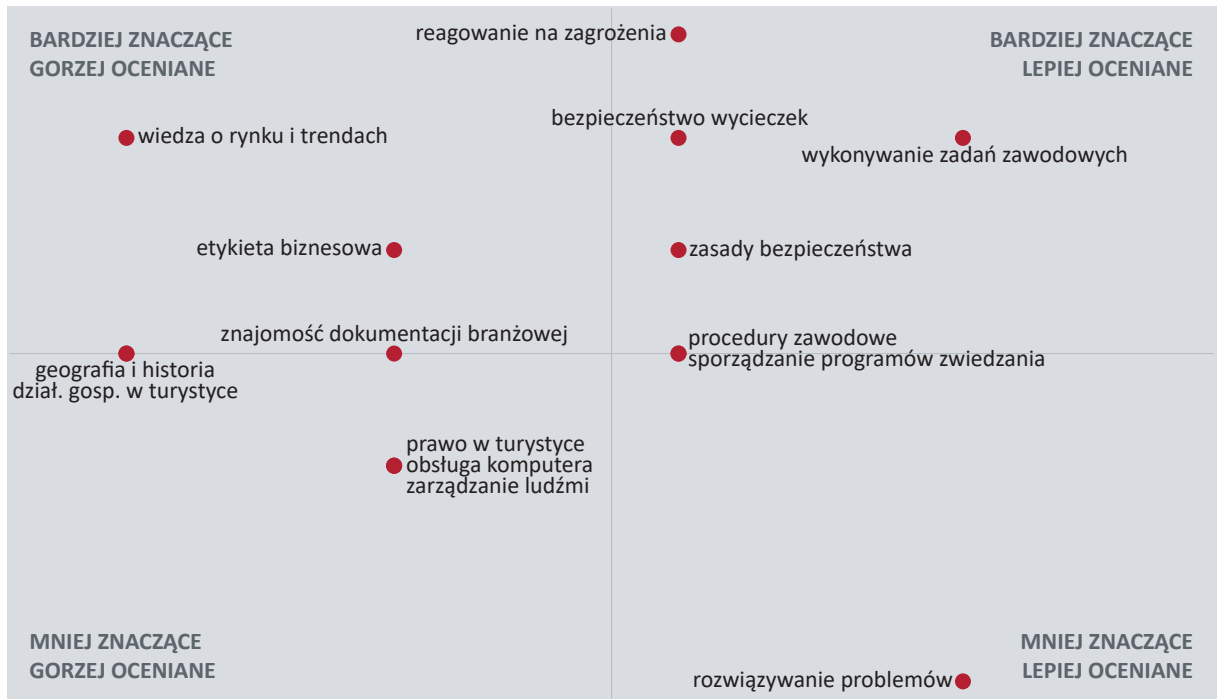 BARDZIEJ ZNACZĄCE
GORZEJ OCENIANE
reagowanie na zagrożenia
BARDZIEJ ZNACZĄCE
LEPIEJ OCENIANE
wiedza o rynku i trendach
bezpieczeństwo wycieczek
wykonywanie zadań zawodowych
etykieta biznesowa
zasady bezpieczeństwa
znajomość dokumentacji branżowej
procedury zawodowe
sporządzanie programów zwiedzania
geografia i historia
dział. gosp. w turystyce
prawo w turystyce
obsługa komputera
zarządzanie ludźmi
MNIEJ ZNACZĄCE
GORZEJ OCENIANE
MNIEJ ZNACZĄCE
LEPIEJ OCENIANE
rozwiązywanie problemów